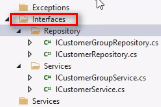 Exceptions
Interfaces
Repository
ICustomerGroupRepository.cs
ICustomerRepository.cs
Services
ICustomerGroupService.cs
ICustomerService.cs
Services